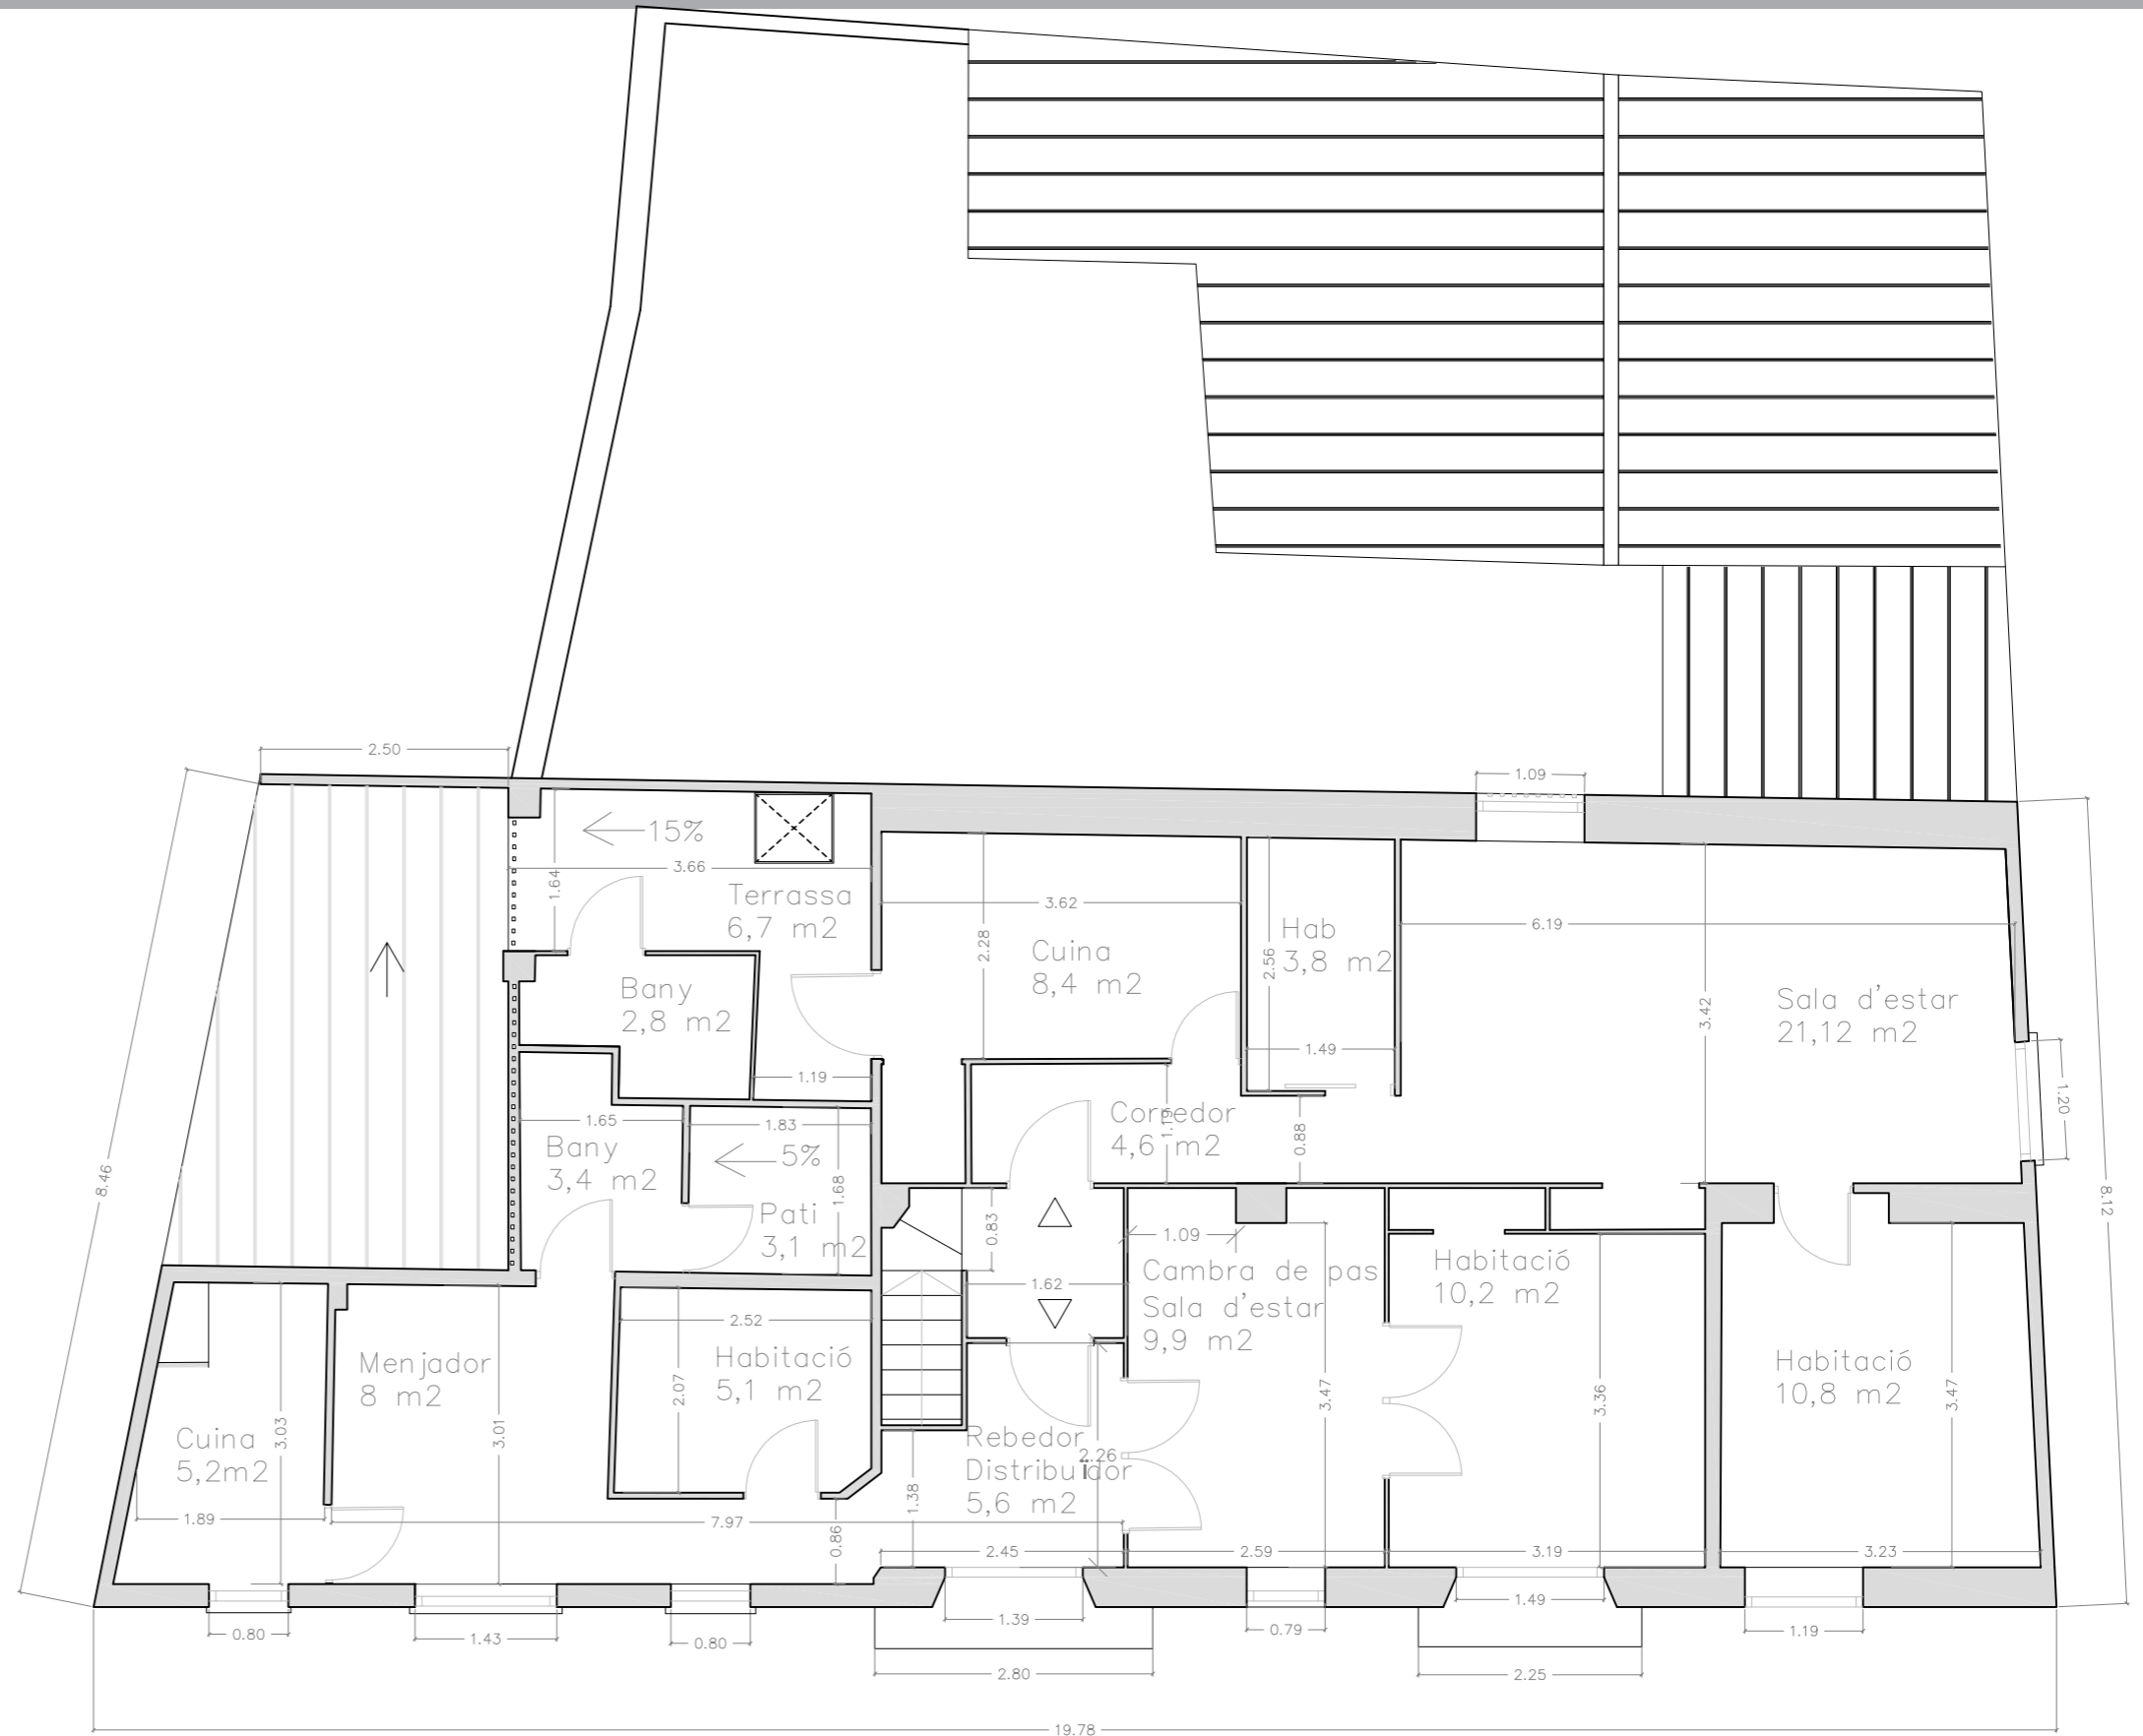 2.50
1.09
15%
3.66
1.64
Terrassa
6,7 m2
3.62
2.28
Cuina
8,4 m2
Hab
3,8 m2
2.56
6.19
3.42
Sala d'estar
21,12 m2
Bany
2,8 m2
1.49
1.19
1.20
8.46
1.65
1.83
Bany
3,4 m2
5%
1.68
Pati
3,1 m2
Corredor
4,6 m2
1.19
0.88
8.12
0.83
1.09
1.62
Cambra de pas
Sala d'estar
9,9 m2
Habitació
10,2 m2
2.52
2.07
Habitació
5,1 m2
Menjador
8 m2
3.47
3.36
Habitació
10,8 m2
3.47
Cuina
5,2m2
3.03
3.01
Rebedor
Distribuïdor
5,6 m2
2.26
1.38
1.89
7.97
0.86
2.45
2.59
3.19
3.23
0.80
1.43
0.80
1.39
0.79
1.49
1.19
2.80
2.25
19.78